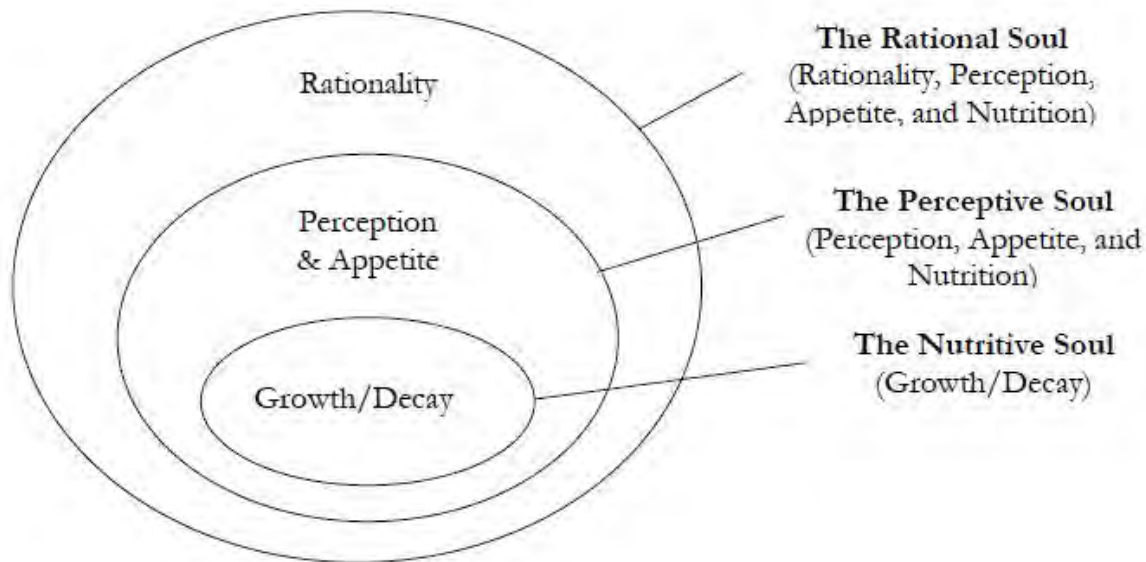 Rationality
Perception
& Appetite
Growth/Decay
The Rational Soul
(Rationality, Perception,
Appetite, and Nutrition)
The Perceptive Soul
(Perception, Appetite, and
Nutrition)
The Nutritive Soul
(Growth/Decay)